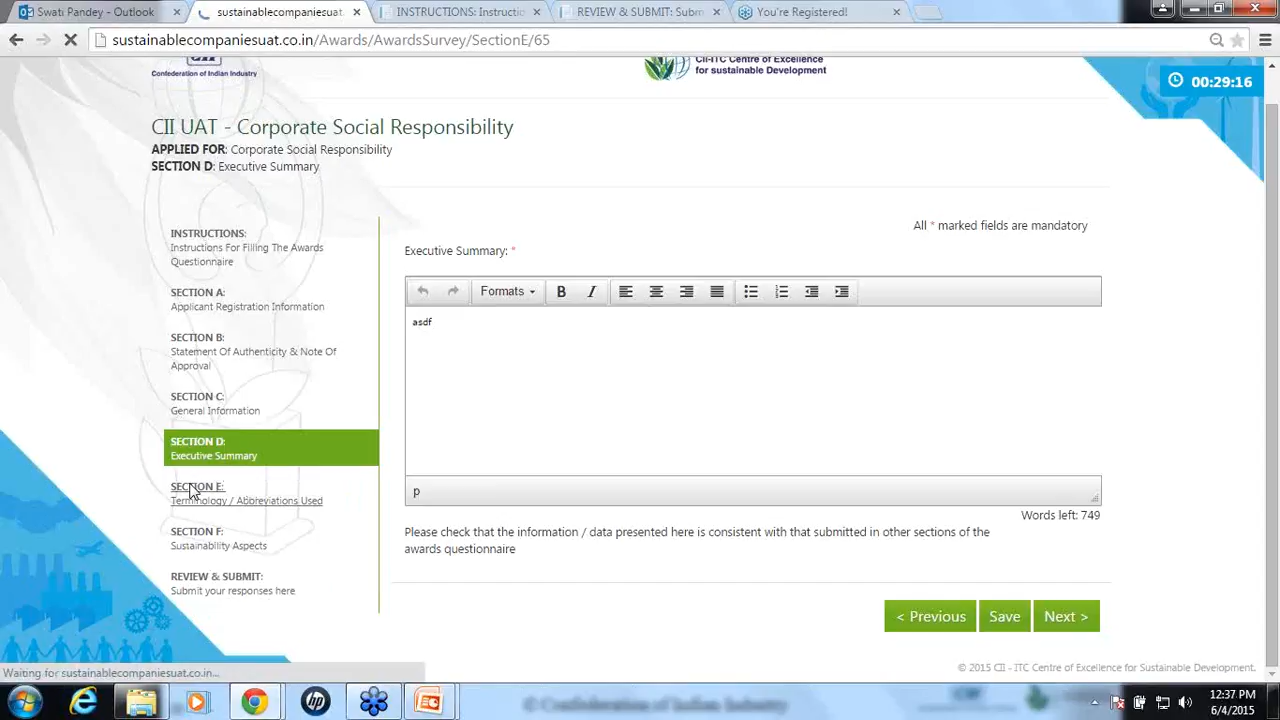 Swati Pandey - Outlook
sustainablecompaniesuat.
INSTRUCTIONS: Instructio
REVIEW & SUBMIT: Subm
You're Registered!
sustainablecompaniesuat.co.in/Awards/AwardsSurvey/SectionE/65
Confederation of Indian Industry
CII-ITC Centre of Excellence
for sustainable Development
00:29:16
CII UAT - Corporate Social Responsibility
APPLIED FOR: Corporate Social Responsibility
SECTION D: Executive Summary
All * marked fields are mandatory
INSTRUCTIONS:
Instructions For Filling The Awards
Questionnaire
SECTION A:
Applicant Registration Information
SECTION B:
Statement Of Authenticity & Note Of
Approval
SECTION C:
General Information
SECTION D:
Executive Summary
SECTION E:
Terminology / Abbreviations Used
SECTION F:
Sustainability Aspects
REVIEW & SUBMIT:
Submit your responses here
Executive Summary: *
Formats
B I
asdf
p
Words left: 749
Please check that the information / data presented here is consistent with that submitted in other sections of the
awards questionnaire
< Previous
Save
Next >
© 2015 CII - ITC Centre of Excellence for Sustainable Development.
Waiting for sustainablecompaniesuat.co.in...
12:37 PM
6/4/2015